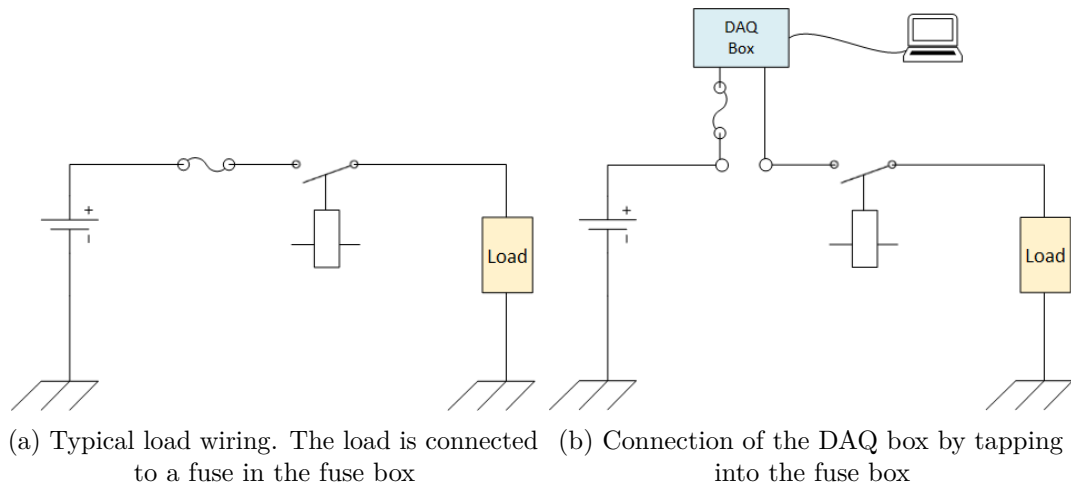 DAQ
Box
+
Load
+
Load
(a) Typical load wiring. The load is connected
to a fuse in the fuse box
(b) Connection of the DAQ box by tapping
into the fuse box